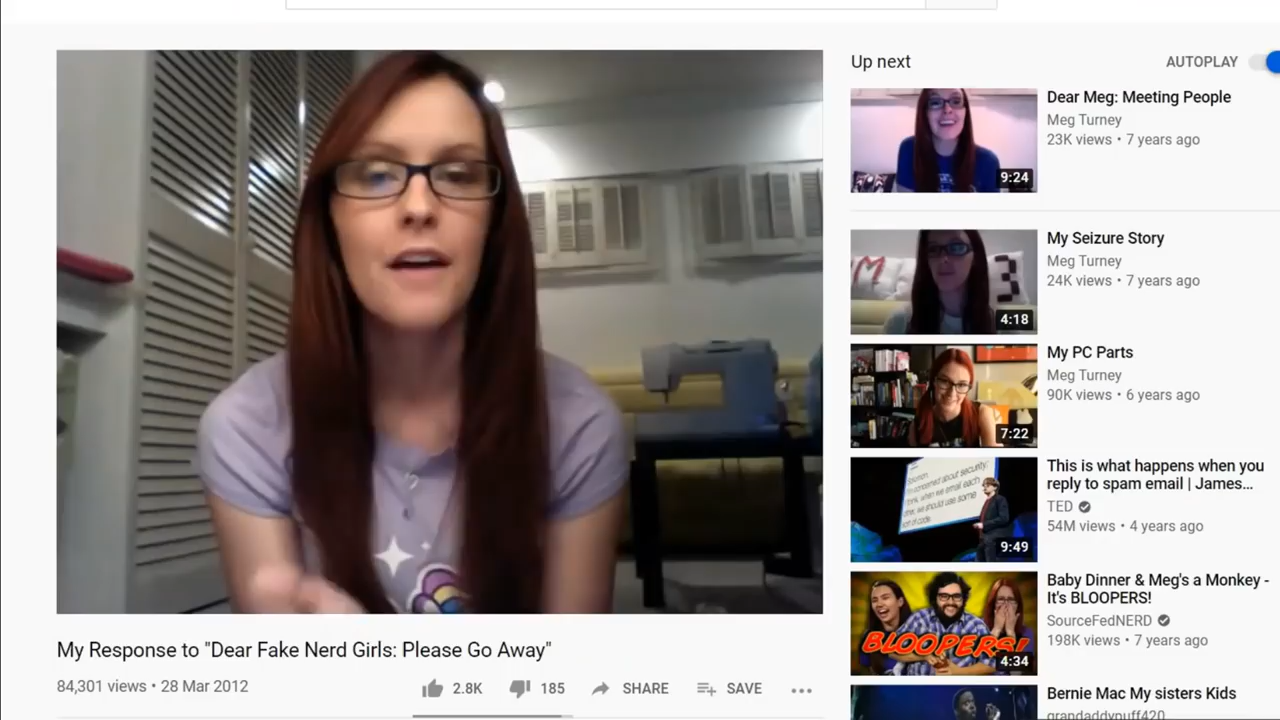 Up next
AUTOPLAY
9:24
Dear Meg: Meeting People
Meg Turney
23K views • 7 years ago
4:18
My Seizure Story
Meg Turney
24K views • 7 years ago
7:22
My PC Parts
Meg Turney
90K views • 6 years ago
9:49
This is what happens when you
reply to spam email | James...
TED
54M views • 4 years ago
BLOOPERS!
4:34
Baby Dinner & Meg's a Monkey -
It's BLOOPERS!
SourceFedNERD
198K views • 7 years ago
Bernie Mac My sisters Kids
grandaddypuff420
My Response to "Dear Fake Nerd Girls: Please Go Away"
84,301 views • 28 Mar 2012
2.8K
185
SHARE
SAVE